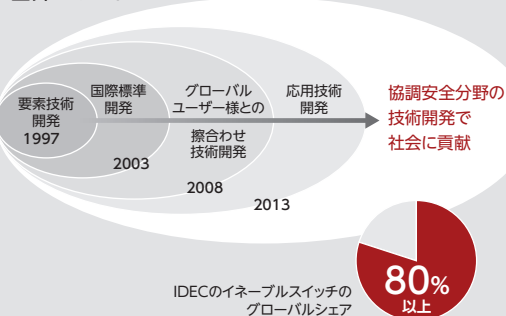 要素技術
開発
1997
国際標準
開発
2003
グローバル
ユーザー様との
擦合わせ
技術開発
2008
応用技術
開発
2013
協調安全分野の
技術開発で
社会に貢献
80%
以上
IDECのイネーブルスイッチの
グローバルシェア